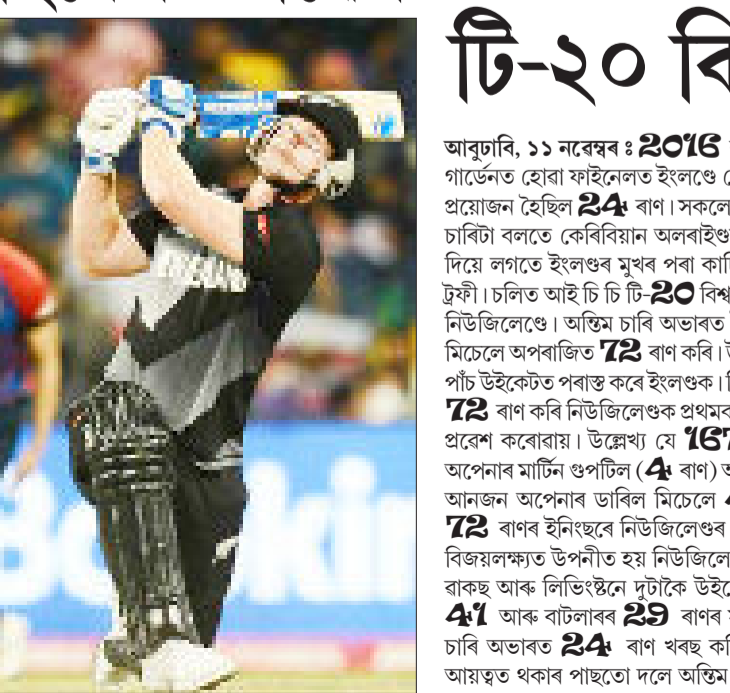 টি-২০ বি
আবুঢাবি, ১১ নৱেম্বৰ ঃ 2016
গাৰ্ডেনত হোৱা ফাইনেলত ইংলণ্ডে
প্ৰয়োজন হৈছিল 24 ৰাণ। সকলে
চাৰিটা বলতে কেৰিবিয়ান অলৰাইণ্ড
দিয়ে লগতে ইংলণ্ডৰ মুখৰ পৰা কাঢ়ি
ট্ৰফী। চলিত আই চি চি টি-20 বিশ্ব
নিউজিলেণ্ডে। অন্তিম চাৰি অভাৰত
মিচেলে অপৰাজিত 72 ৰাণ কৰি।
পাঁচ উইকেটত পৰাস্ত কৰে ইংলণ্ডক।
72 ৰাণ কৰি নিউজিলেণ্ডক প্ৰথমব
প্ৰৱেশ কৰোৱায়। উল্লেখ্য যে 167
অপেনাৰ মাৰ্টিন গুপটিল (4 ৰাণ)
আনজন অপেনাৰ ডাৰিল মিচেলে 4
72 ৰাণৰ ইনিংছৰে নিউজিলেণ্ডৰ
বিজয়লক্ষ্যত উপনীত হয় নিউজিলে
ৱাকছ আৰু লিভিংষ্টনে দুটাকৈ উইকে
41 আৰু বাটলাৰৰ 29 ৰাণৰ
চাৰি অভাৰত 24 ৰাণ খৰছ কৰি
আয়ত্বত থকাৰ পাছতো দলে অন্তিম